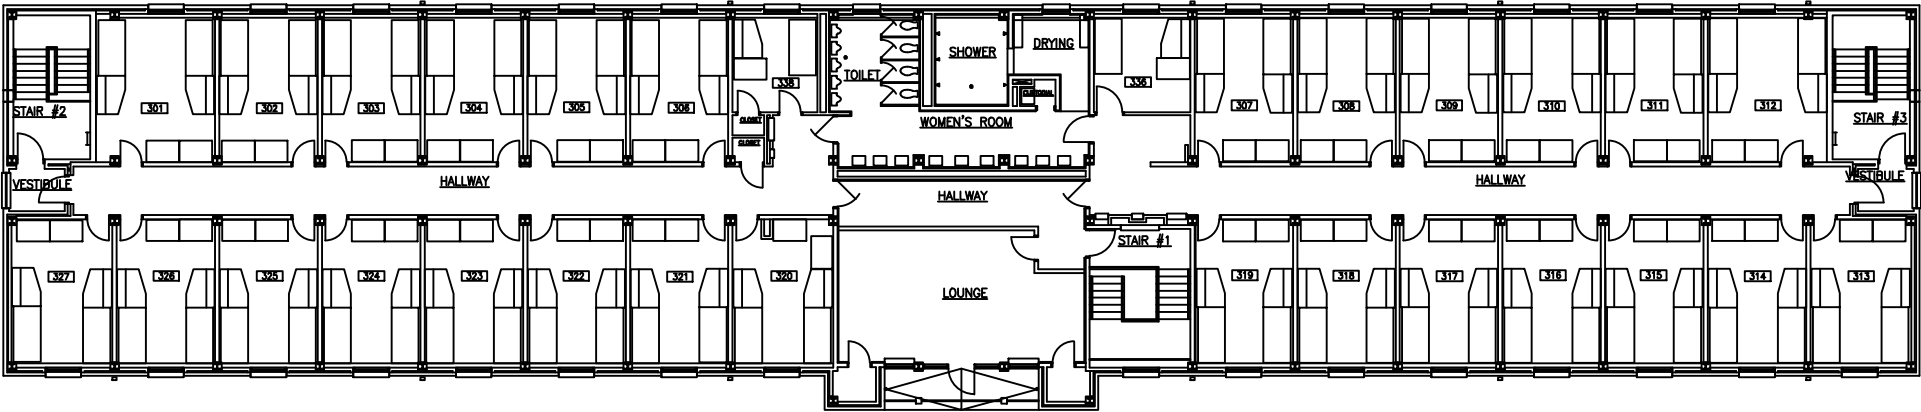 301
302
303
304
305
306
338
TOILET
SHOWER
DRYING
CUSTODIAL
336
307
308
309
310
311
312
STAIR #2
CLOSET
WOMEN'S ROOM
STAIR #3
CLOSET
VESTIBULE
HALLWAY
HALLWAY
HALLWAY
VESTIBULE
STAIR #1
327
326
325
324
323
322
321
320
LOUNGE
319
318
317
316
315
314
313